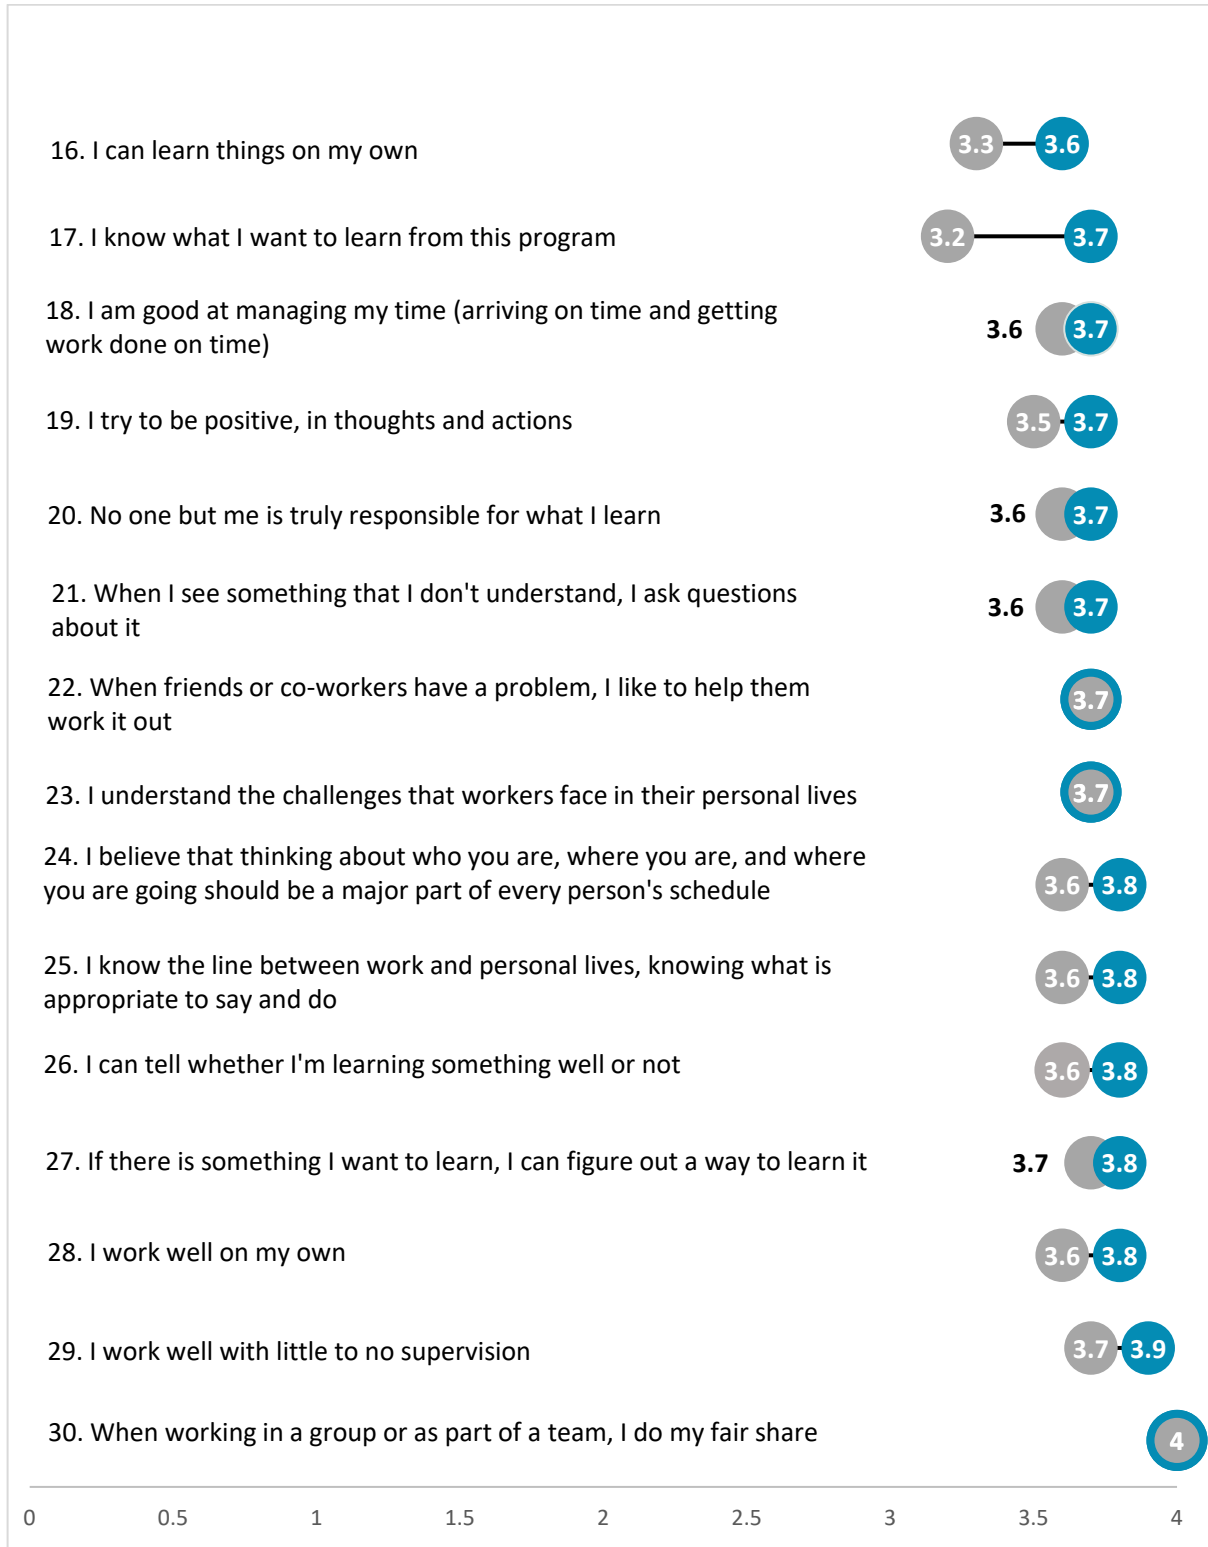 16. I can learn things on my own
3.3 3.6
17. I know what I want to learn from this program
3.2 3.7
18. I am good at managing my time (arriving on time and getting
work done on time)
3.6 3.7
19. I try to be positive, in thoughts and actions
3.5 3.7
20. No one but me is truly responsible for what I learn
3.6 3.7
21. When I see something that I don't understand, I ask questions
about it
3.6 3.7
22. When friends or co-workers have a problem, I like to help them
work it out
3.7
23. I understand the challenges that workers face in their personal lives
3.7
24. I believe that thinking about who you are, where you are, and where
you are going should be a major part of every person's schedule
3.6 3.8
25. I know the line between work and personal lives, knowing what is
appropriate to say and do
3.6 3.8
26. I can tell whether I'm learning something well or not
3.6 3.8
27. If there is something I want to learn, I can figure out a way to learn it
3.7 3.8
28. I work well on my own
3.6 3.8
29. I work well with little to no supervision
3.7 3.9
30. When working in a group or as part of a team, I do my fair share
4
0 0.5 1 1.5 2 2.5 3 3.5 4